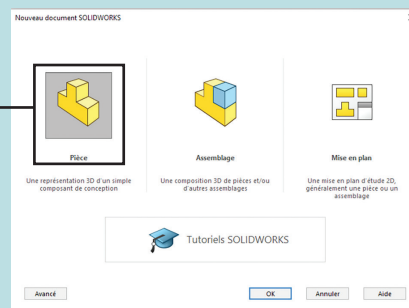 Nouveau document SOLIDWORKS
Pièce
Assemblage
Mise en plan
Une représentation 3D d'un simple
composant de conception
Une composition 3D de pièces et/ou
d'autres assemblages
Une mise en plan d'étude 2D,
généralement une pièce ou un
assemblage
Tutoriels SOLIDWORKS
Avancé
OK
Annuler
Aide